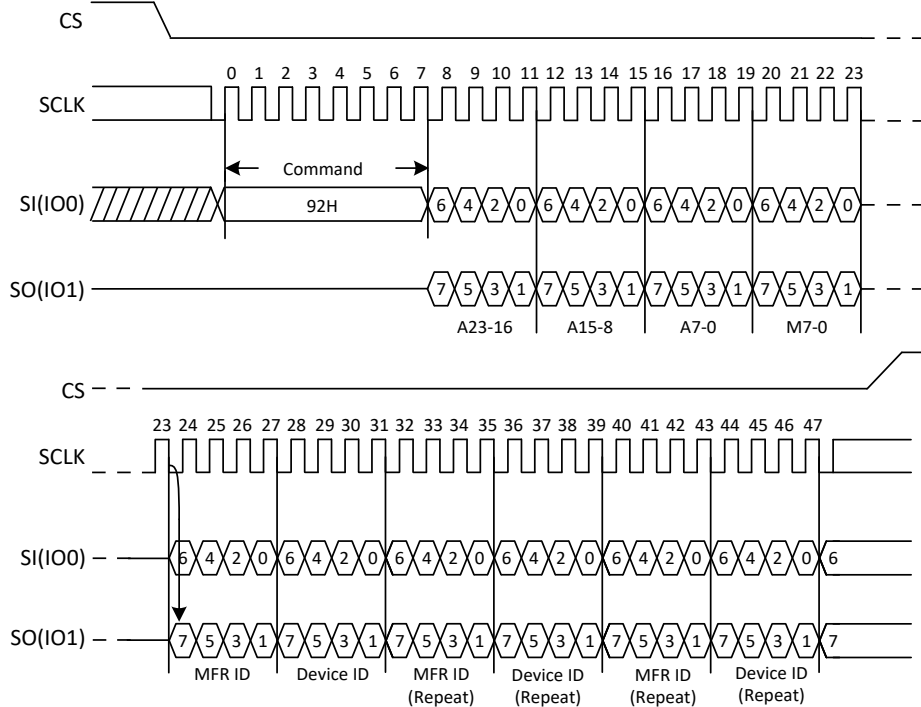 CS
0 1 2 3 4 5 6 7 8 9 10 11 12 13 14 15 16 17 18 19 20 21 22 23
SCLK
Command
SI(IO0) 92H 6 4 2 0 6 4 2 0 6 4 2 0 6 4 2 0
SO(IO1) 7 5 3 1 7 5 3 1 7 5 3 1 7 5 3 1
A23-16 A15-8 A7-0 M7-0
CS
23 24 25 26 27 28 29 30 31 32 33 34 35 36 37 38 39 40 41 42 43 44 45 46 47
SCLK
SI(IO0) 6 4 2 0 6 4 2 0 6 4 2 0 6 4 2 0 6 4 2 0 6 4 2 0 6
SO(IO1) 7 5 3 1 7 5 3 1 7 5 3 1 7 5 3 1 7 5 3 1 7 5 3 1 7
MFR ID Device ID MFR ID Device ID MFR ID Device ID
(Repeat) (Repeat) (Repeat) (Repeat)